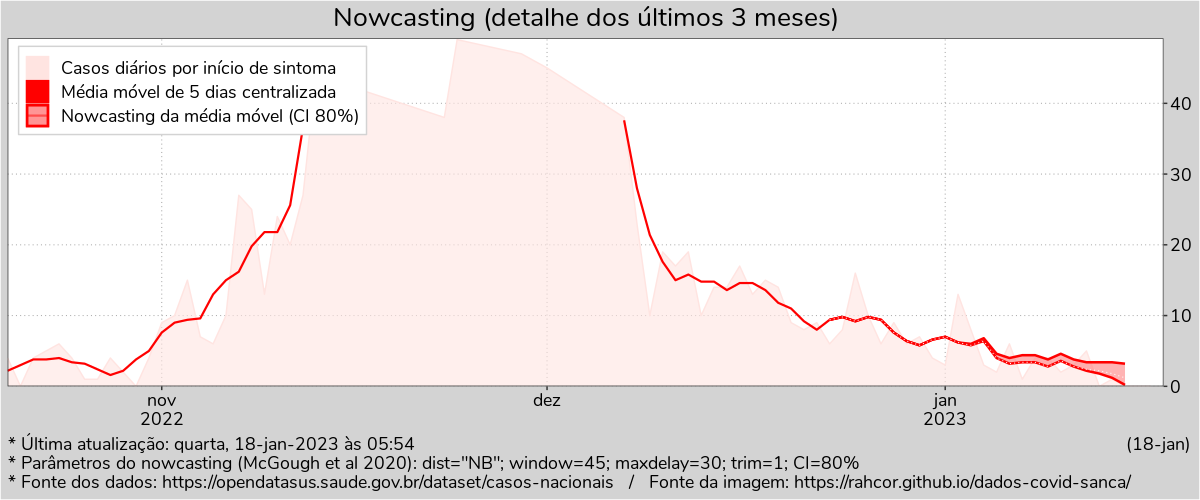 Nowcasting (detalhe dos últimos 3 meses)
Casos diários por início de sintoma
Média móvel de 5 dias centralizada
Nowcasting da média móvel (CI 80%)
40
30
20
10
0
nov
2022
dez
jan
2023
* Última atualização: quarta, 18-jan-2023 às 05:54
(18-jan)
* Parâmetros do nowcasting (McGough et al 2020): dist="NB"; window=45; maxdelay=30; trim=1; CI=80%
* Fonte dos dados: https://opendatasus.saude.gov.br/dataset/casos-nacionais / Fonte da imagem: https://rahcor.github.io/dados-covid-sanca/